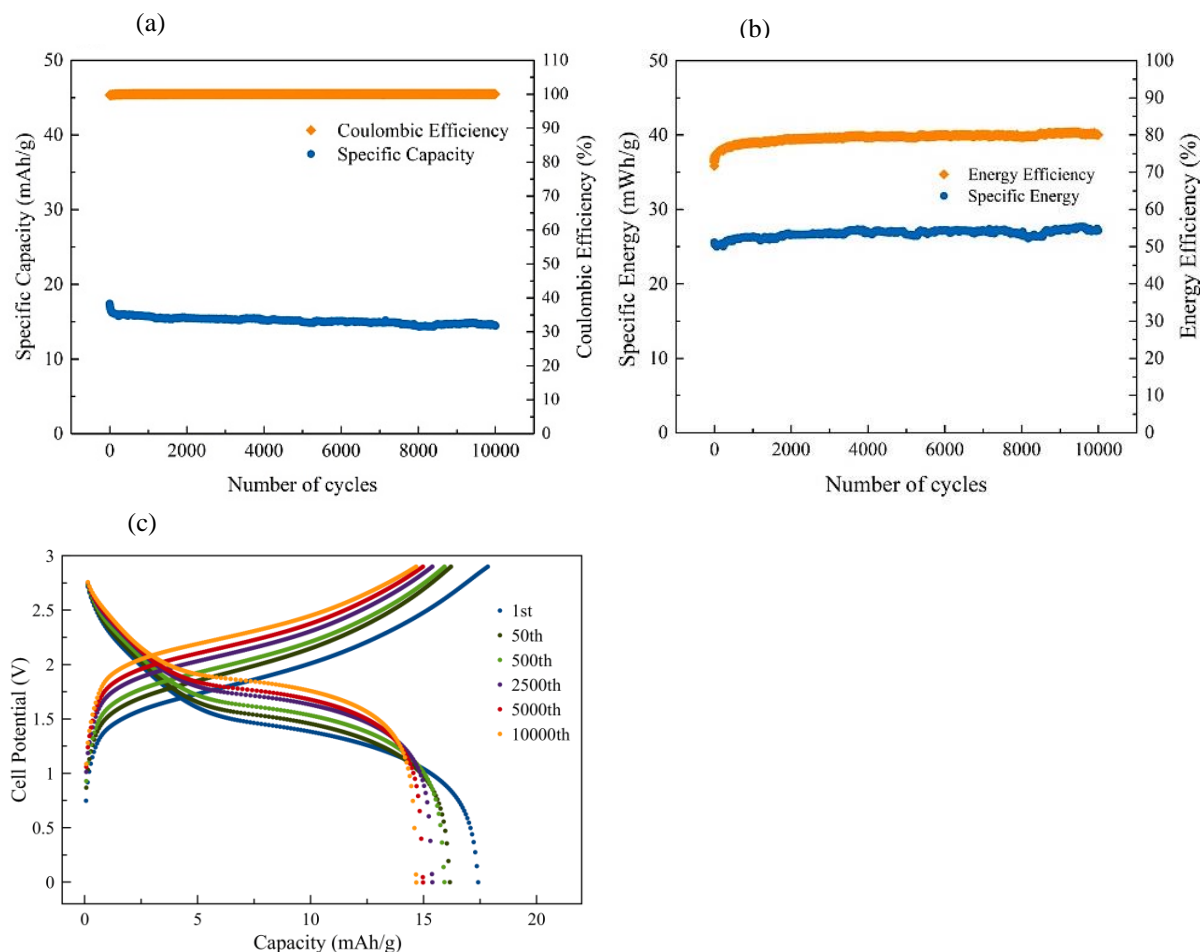 (a)
50
40
30
20
10
0
Specific Capacity (mAh/g)
110
100
90
80
70
60
50
40
30
20
10
0
Coulombic Efficiency (%)
Coulombic Efficiency
Specific Capacity
0 2000 4000 6000 8000 10000
Number of cycles
(b)
50
40
30
20
10
0
Specific Energy (mWh/g)
100
90
80
70
60
50
40
30
20
10
0
Energy Efficiency (%)
Energy Efficiency
Specific Energy
0 2000 4000 6000 8000 10000
Number of cycles
(c)
3
2.5
2
1.5
1
0.5
0
Cell Potential (V)
1st
50th
500th
2500th
5000th
10000th
0 5 10 15 20
Capacity (mAh/g)